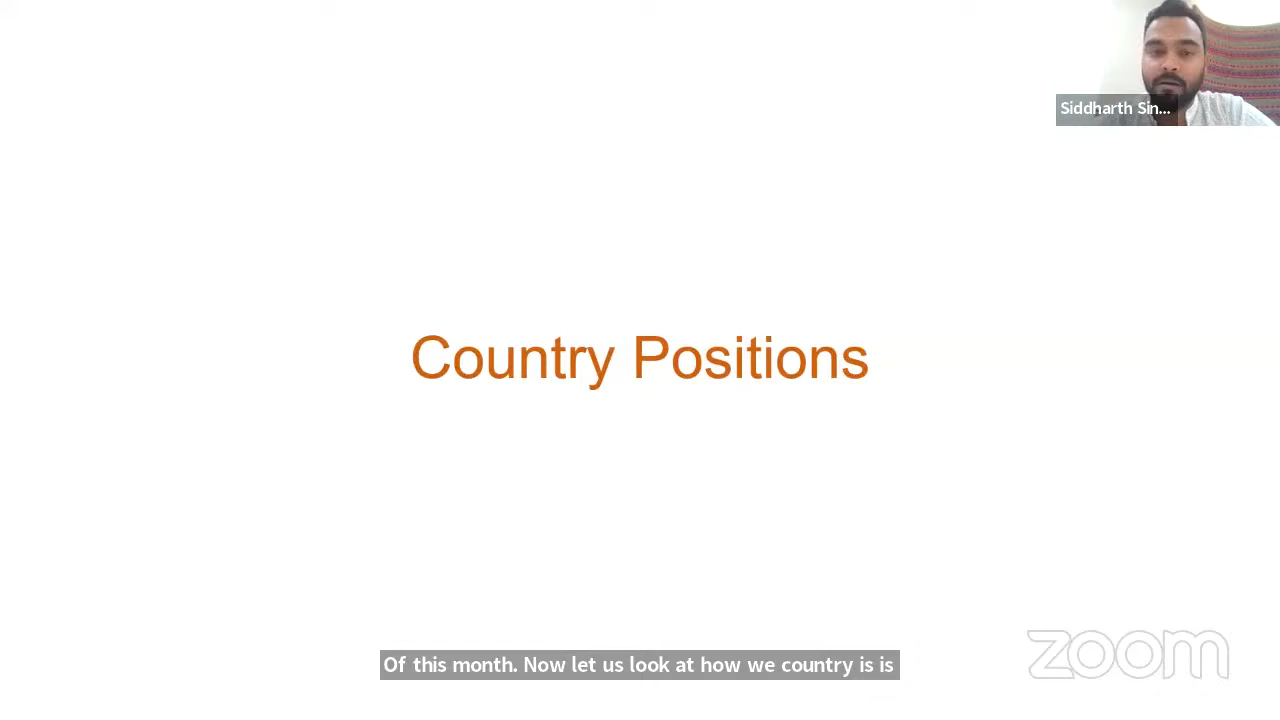 Siddharth Sin...
Country Positions
Of this month. Now let us look at how we country is is
zoom